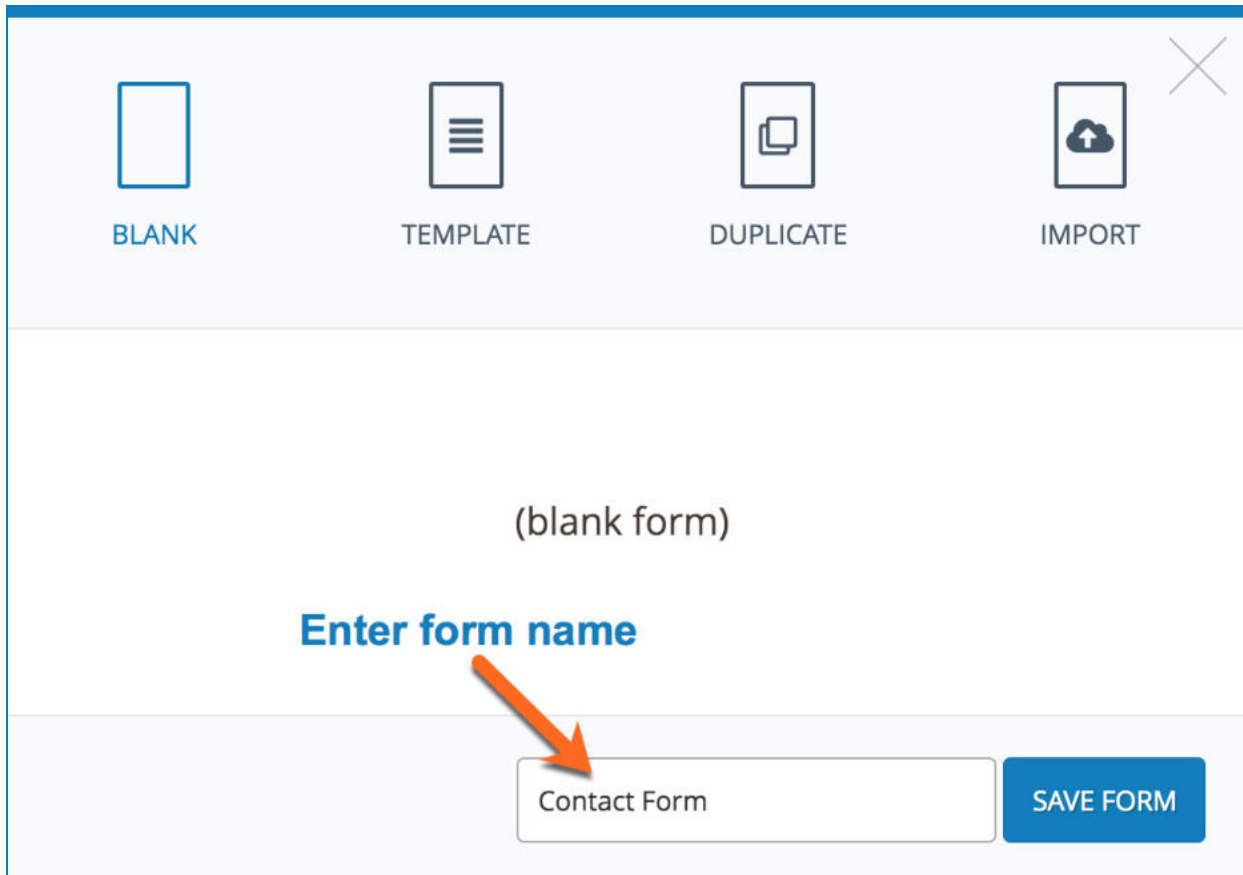 BLANK
TEMPLATE
DUPLICATE
IMPORT
(blank form)
Enter form name
Contact Form
SAVE FORM